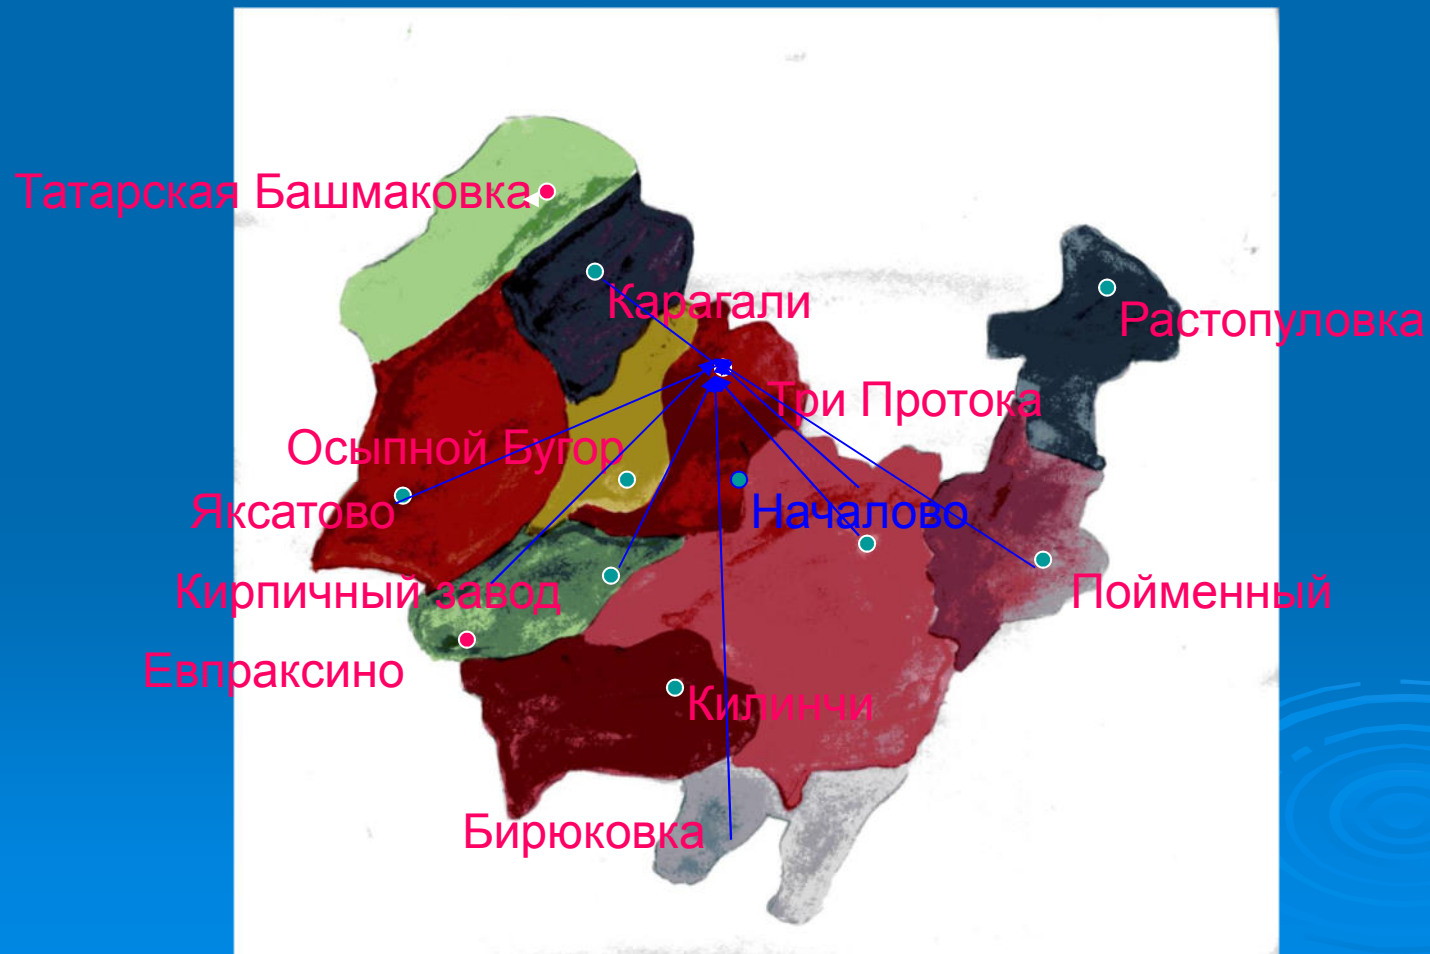 Татарская Башмаковка
Карагали
Растопуловка
Три Протока
Осыпной Бугор
Яксатово
Началово
Кирпичный завод
Пойменный
Евпраксино
Килинчи
Бирюковка